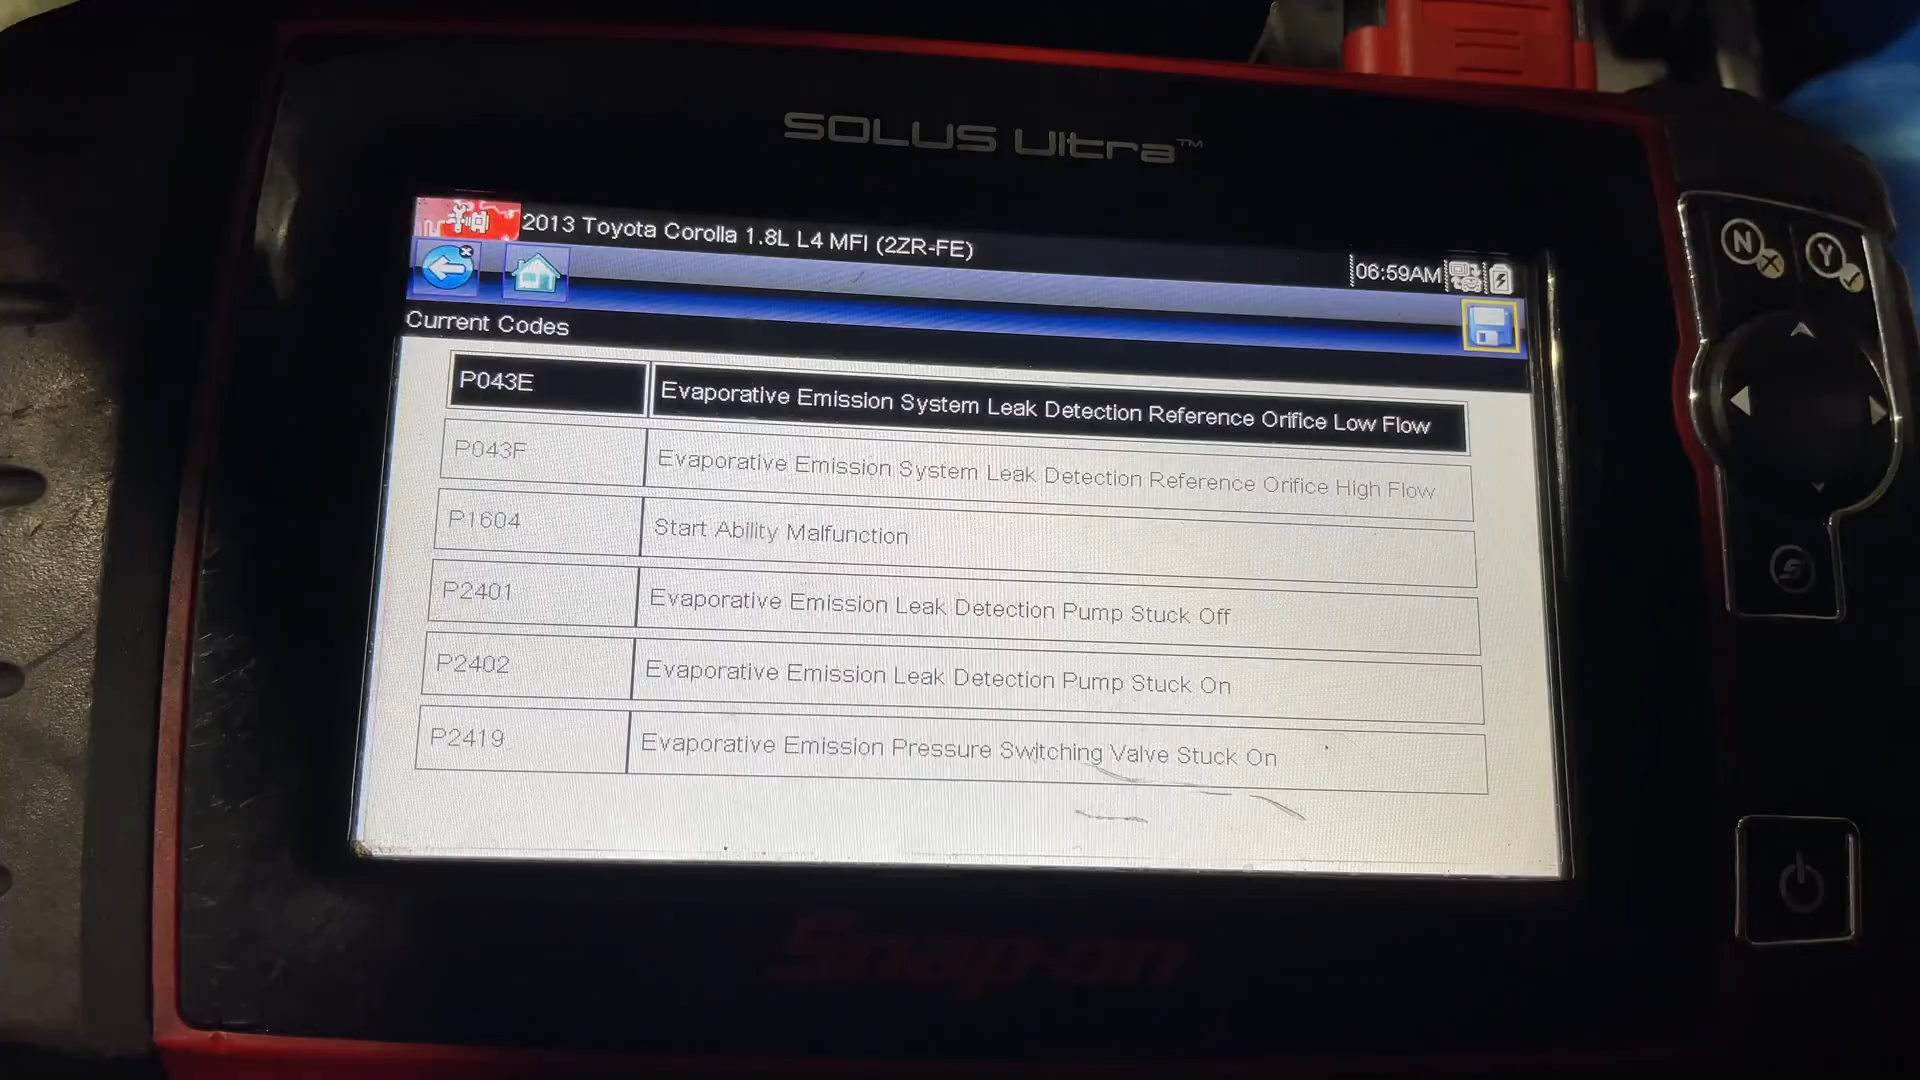 SOLUS Ultra™
2013 Toyota Corolla 1.8L L4 MFI (2ZR-FE)
06:59AM
Current Codes
P043E Evaporative Emission System Leak Detection Reference Orifice Low Flow
P043F Evaporative Emission System Leak Detection Reference Orifice High Flow
P1604 Start Ability Malfunction
P2401 Evaporative Emission Leak Detection Pump Stuck Off
P2402 Evaporative Emission Leak Detection Pump Stuck On
P2419 Evaporative Emission Pressure Switching Valve Stuck On
N
Y
S
Snap-on